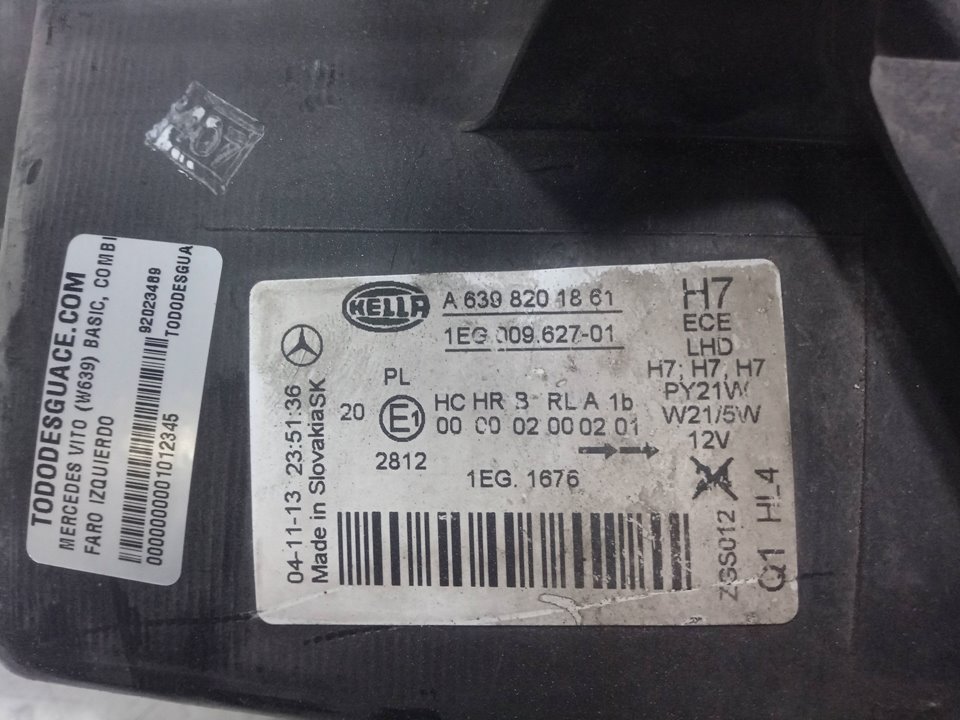 TODODESGUACE.COM
MERCEDES VITO (W639) BASIC, COMBI
FARO IZQUIERDO
92023489
TODODESGUA
00000000001012345
HELLA
A 639 820 18 61
1EG 009.627-01
PL
20
E1
HC HR B RL A 1b
00 00 02 00 02 01
2812
1EG. 1676
04-11-13 23:51:36
Made in SlovakiaSK
H7
ECE
LHD
H7; H7, H7
PY21W
W21/5W
12V
ZGS012
Q1 HL4